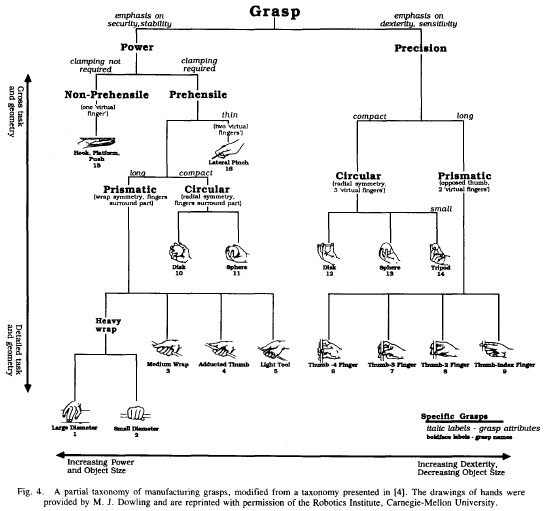 Grasp
emphasis on
security, stability
emphasis on
dexterity, sensitivity
Power
Precision
clamping not
required
clamping
required
Non-Prehensile
(one 'virtual
finger')
Prehensile
Hook, Platform,
Push
15
thin
(two 'virtual
fingers')
Lateral Pinch
16
compact
long
long
compact
Prismatic
(wrap symmetry, fingers
surround part)
Circular
(radial symmetry,
fingers surround part)
Circular
(radial symmetry,
3 'virtual fingers')
Prismatic
(opposed thumb,
2 'virtual fingers')
small
Disk
10
Sphere
11
Disk
12
Sphere
13
Tripod
14
Heavy
wrap
Medium Wrap
3
Adducted Thumb
4
Light Tool
5
Thumb-4 Finger
6
Thumb-3 Finger
7
Thumb-2 Finger
8
Thumb-Index Finger
9
Large Diameter
1
Small Diameter
2
Gross task
and geometry
Detailed task
and geometry
Specific Grasps
italic labels - grasp attributes
boldface labels - grasp names
Increasing Power
and Object Size
Increasing Dexterity,
Decreasing Object Size
Fig. 4. A partial taxonomy of manufacturing grasps, modified from a taxonomy presented in [4]. The drawings of hands were
provided by M. J. Dowling and are reprinted with permission of the Robotics Institute, Carnegie-Mellon University.